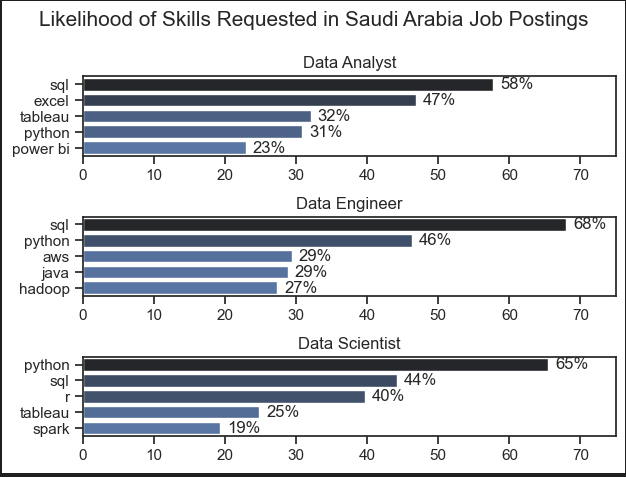 Likelihood of Skills Requested in Saudi Arabia Job Postings
Data Analyst
sql 58%
excel 47%
tableau 32%
python 31%
power bi 23%
0 10 20 30 40 50 60 70
Data Engineer
sql 68%
python 46%
aws 29%
java 29%
hadoop 27%
0 10 20 30 40 50 60 70
Data Scientist
python 65%
sql 44%
r 40%
tableau 25%
spark 19%
0 10 20 30 40 50 60 70